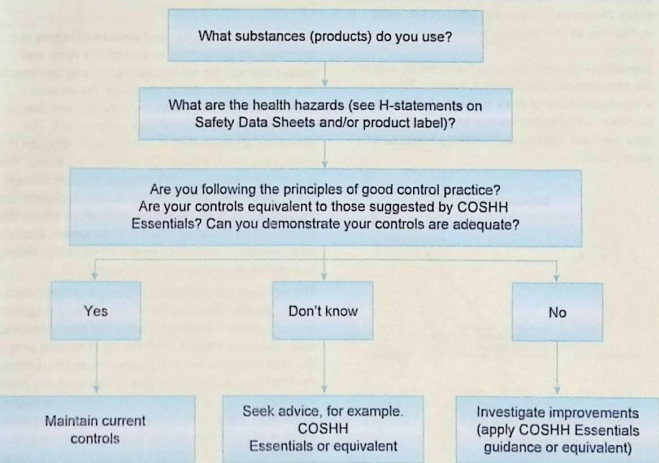 What substances (products) do you use?
What are the health hazards (see H-statements on
Safety Data Sheets and/or product label)?
Are you following the principles of good control practice?
Are your controls equivalent to those suggested by COSHH
Essentials? Can you demonstrate your controls are adequate?
Yes
Don't know
No
Maintain current
controls
Seek advice, for example.
COSHH
Essentials or equivalent
Investigate improvements
(apply COSHH Essentials
guidance or equivalent)